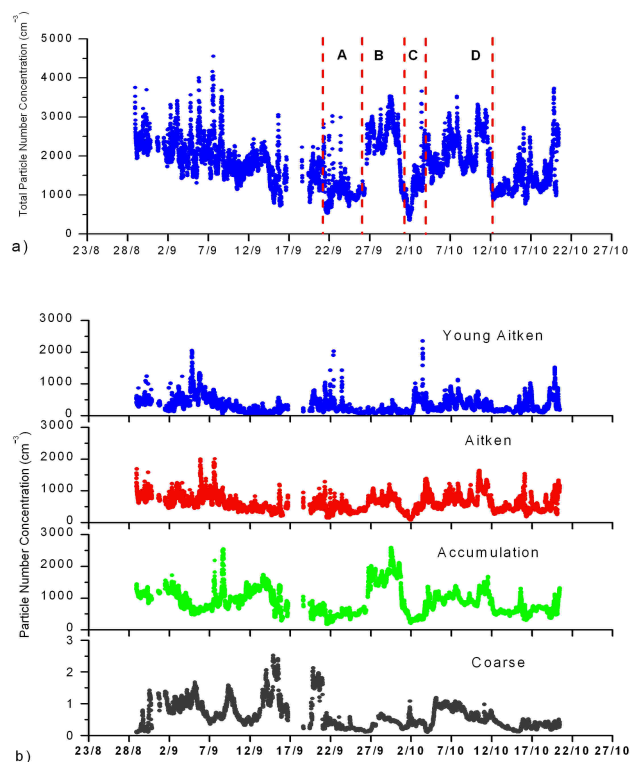 Total Particle Number Concentration (cm⁻³)
5000
4000
3000
2000
1000
0
A B C D
a)
23/8 28/8 2/9 7/9 12/9 17/9 22/9 27/9 2/10 7/10 12/10 17/10 22/10 27/10
Particle Number Concentration (cm⁻³)
3000
2000
1000
0
Young Aitken
3000
2000
1000
0
Aitken
3000
2000
1000
0
Accumulation
3
2
1
0
Coarse
b)
23/8 28/8 2/9 7/9 12/9 17/9 22/9 27/9 2/10 7/10 12/10 17/10 22/10 27/10